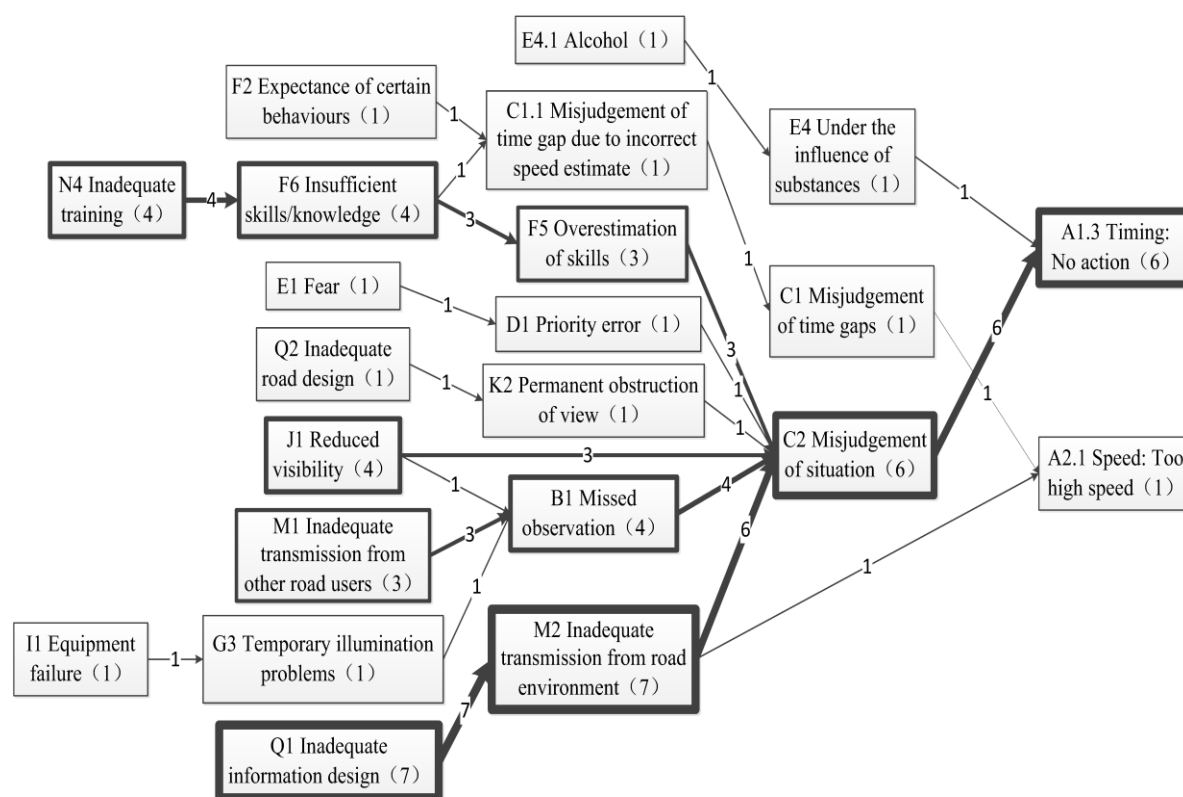 E4.1 Alcohol（1）
1
F2 Expectance of certain
behaviours（1）
1
C1.1 Misjudgement of
time gap due to incorrect
speed estimate（1）
E4 Under the
influence of
substances（1）
1
N4 Inadequate
training（4）
4
F6 Insufficient
skills/knowledge（4）
1
3
F5 Overestimation
of skills（3）
A1.3 Timing:
No action（6）
E1 Fear（1）
1
D1 Priority error（1）
1
C1 Misjudgement
of time gaps（1）
Q2 Inadequate
road design（1）
1
K2 Permanent obstruction
of view（1）
3
1
1
6
1
J1 Reduced
visibility（4）
3
1
B1 Missed
observation（4）
4
C2 Misjudgement
of situation（6）
A2.1 Speed: Too
high speed（1）
M1 Inadequate
transmission from
other road users（3）
3
1
6
1
I1 Equipment
failure（1）
1
G3 Temporary illumination
problems（1）
M2 Inadequate
transmission from road
environment（7）
7
Q1 Inadequate
information design（7）